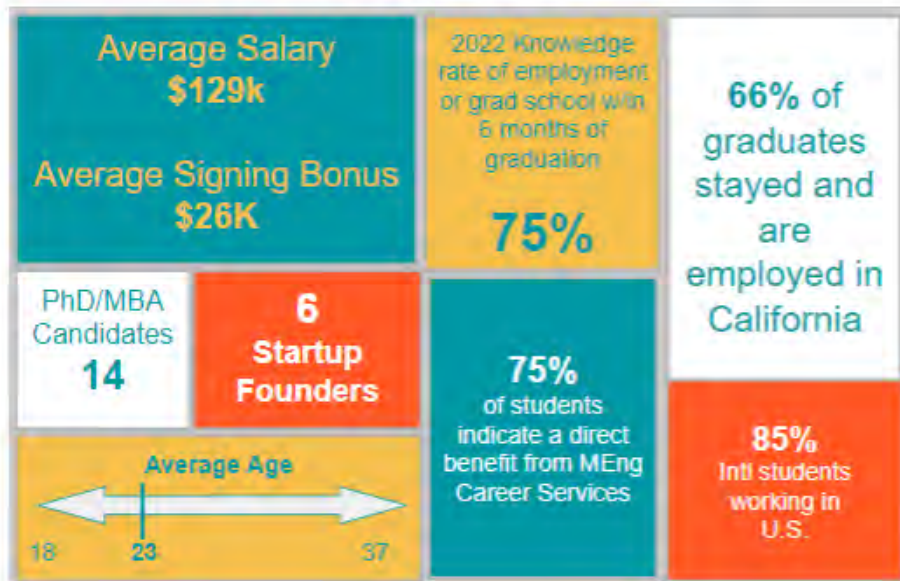 Average Salary
$129k
Average Signing Bonus
$26K
2022 Knowledge
rate of employment
or grad school w/in
6 months of
graduation
75%
66% of
graduates
stayed and
are
employed in
California
PhD/MBA
Candidates
14
6
Startup
Founders
75%
of students
indicate a direct
benefit from MEng
Career Services
85%
Intl students
working in
U.S.
Average Age
18
23
37